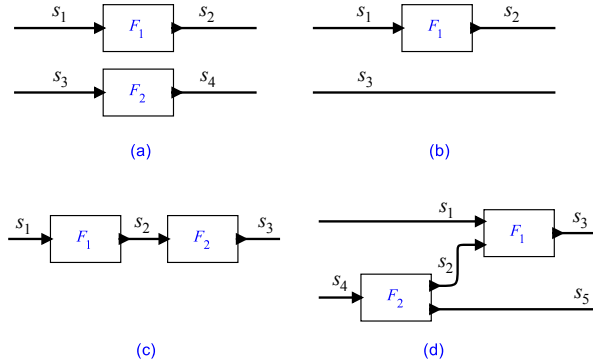 s1 F1 s2
s3 F2 s4
(a)
s1 F1 s2
s3
(b)
s1 F1 s2 F2 s3
(c)
s1 F1 s3
s2
s4 F2 s5
(d)